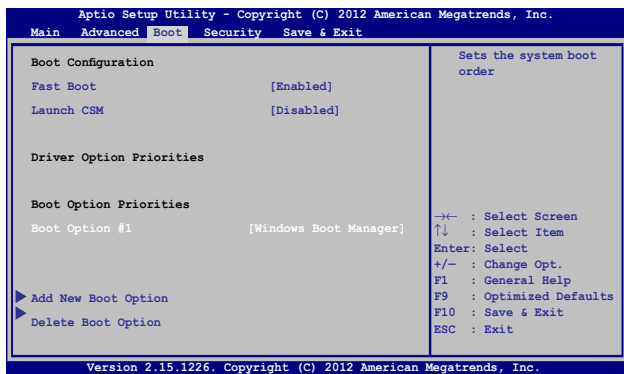 Aptio Setup Utility - Copyright (C) 2012 American Megatrends, Inc.
Main Advanced Boot Security Save & Exit
Boot Configuration
Fast Boot [Enabled]
Launch CSM [Disabled]
Driver Option Priorities
Boot Option Priorities
Boot Option #1 [Windows Boot Manager]
Add New Boot Option
Delete Boot Option
Sets the system boot
order
→← : Select Screen
↑↓ : Select Item
Enter: Select
+/— : Change Opt.
F1 : General Help
F9 : Optimized Defaults
F10 : Save & Exit
ESC : Exit
Version 2.15.1226. Copyright (C) 2012 American Megatrends, Inc.